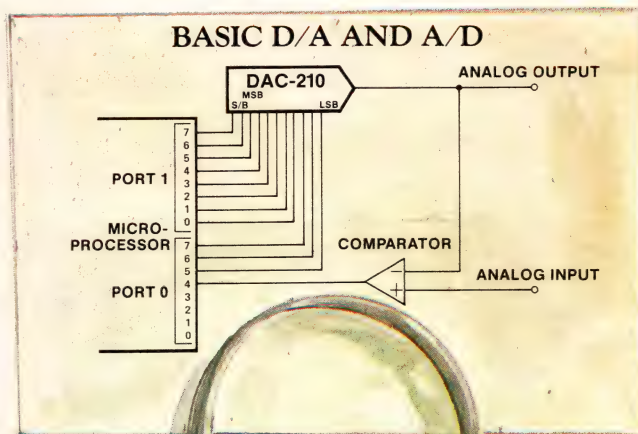 BASIC D/A AND A/D
DAC-210
MSB
S/B
LSB
ANALOG OUTPUT
PORT 1
7
6
5
4
3
2
1
0
MICRO-
PROCESSOR
PORT 0
7
6
5
4
3
2
1
0
COMPARATOR
−
+
ANALOG INPUT